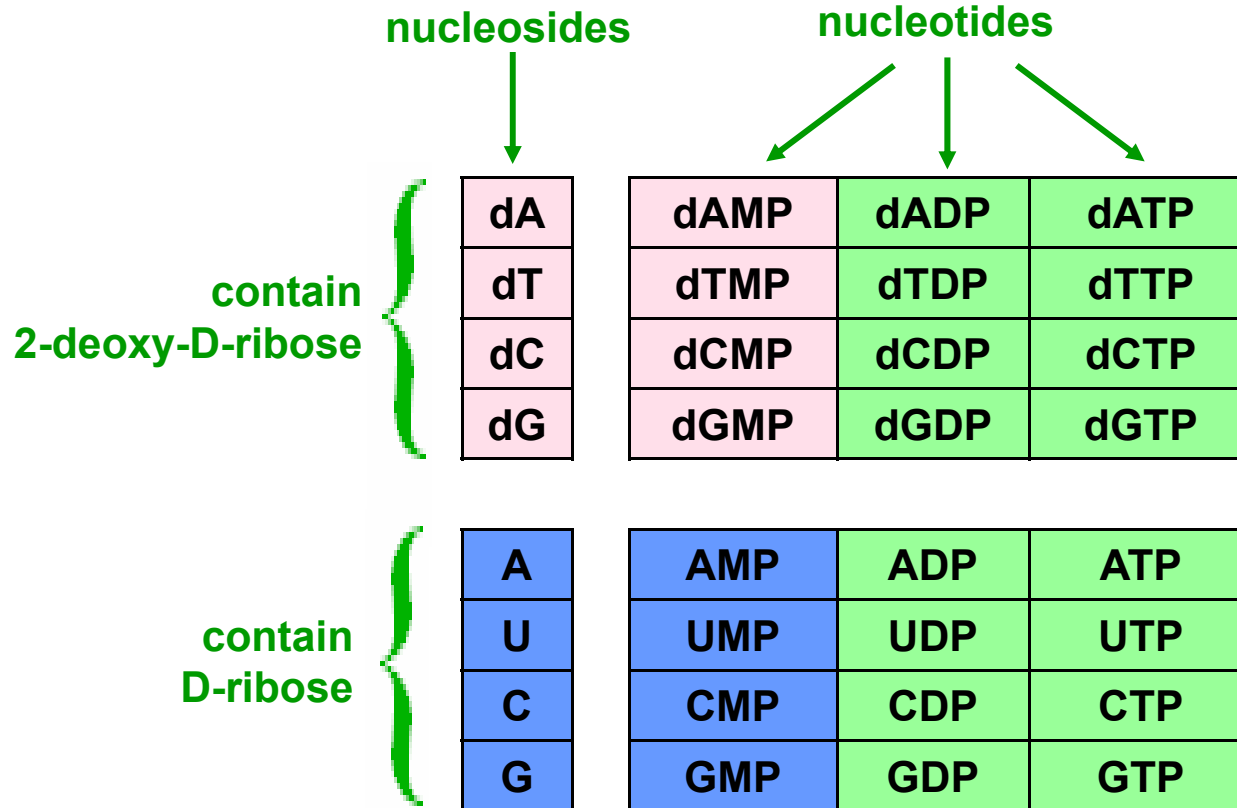 nucleosides nucleotides
dA dAMP dADP dATP
dT dTMP dTDP dTTP
dC dCMP dCDP dCTP
dG dGMP dGDP dGTP
contain
2-deoxy-D-ribose
A AMP ADP ATP
U UMP UDP UTP
C CMP CDP CTP
G GMP GDP GTP
contain
D-ribose